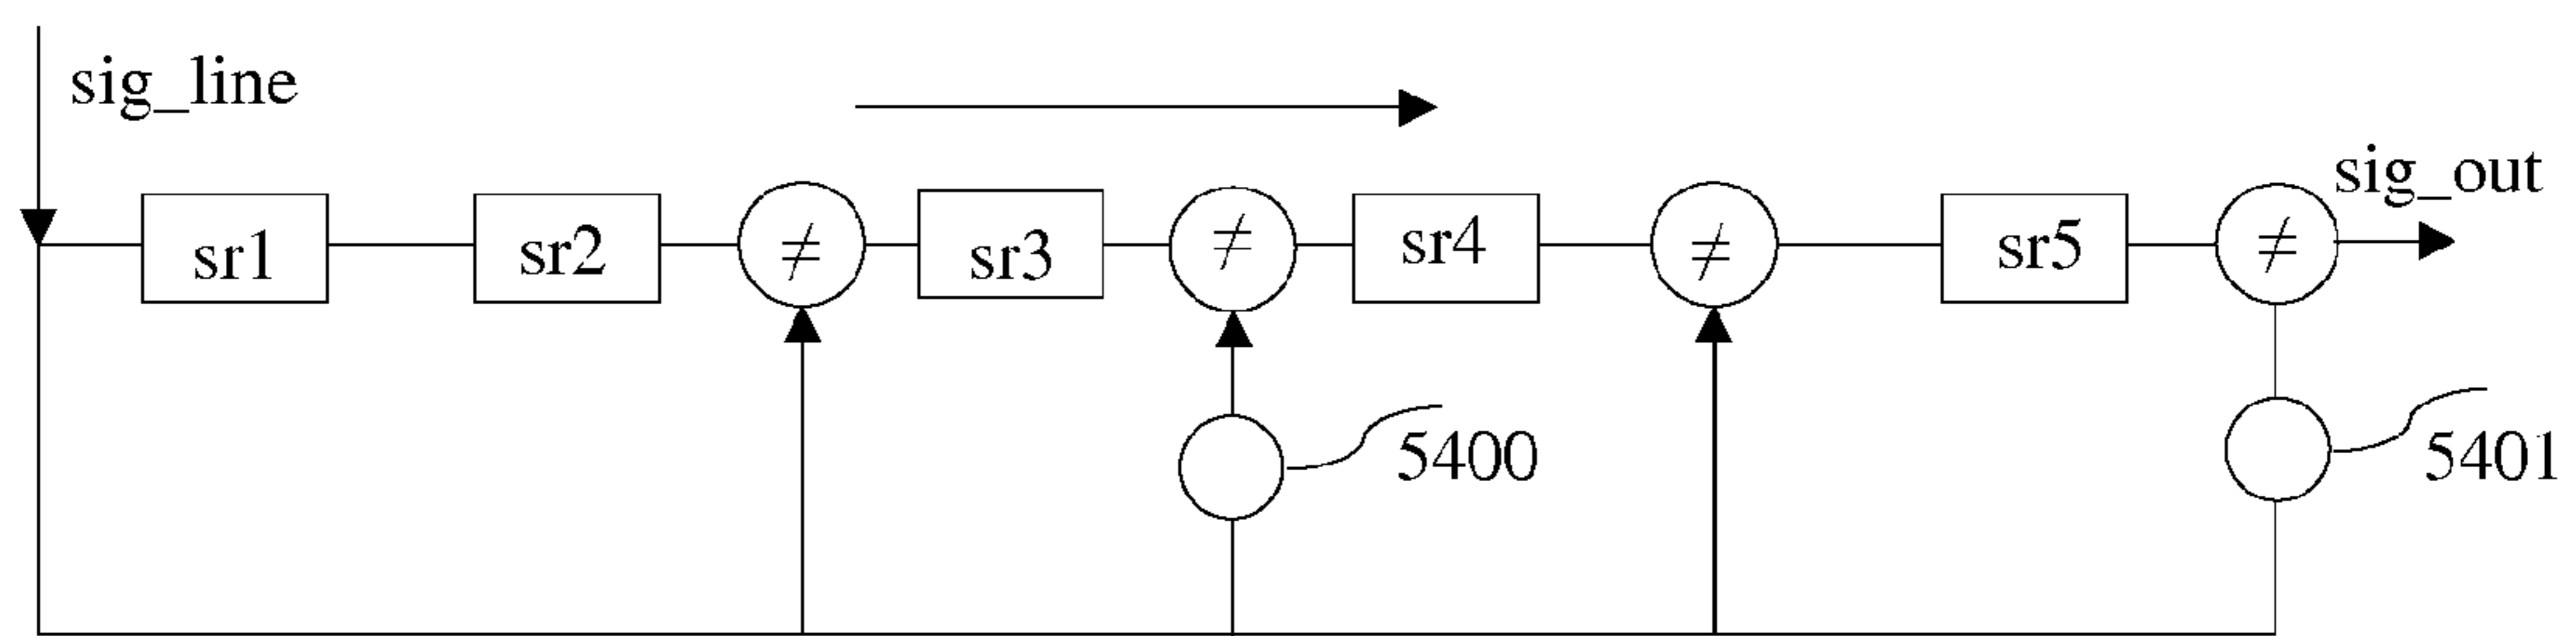 sig_line
sig_out
sr1 sr2 ≠ sr3 ≠ sr4 ≠ sr5 ≠
5400
5401